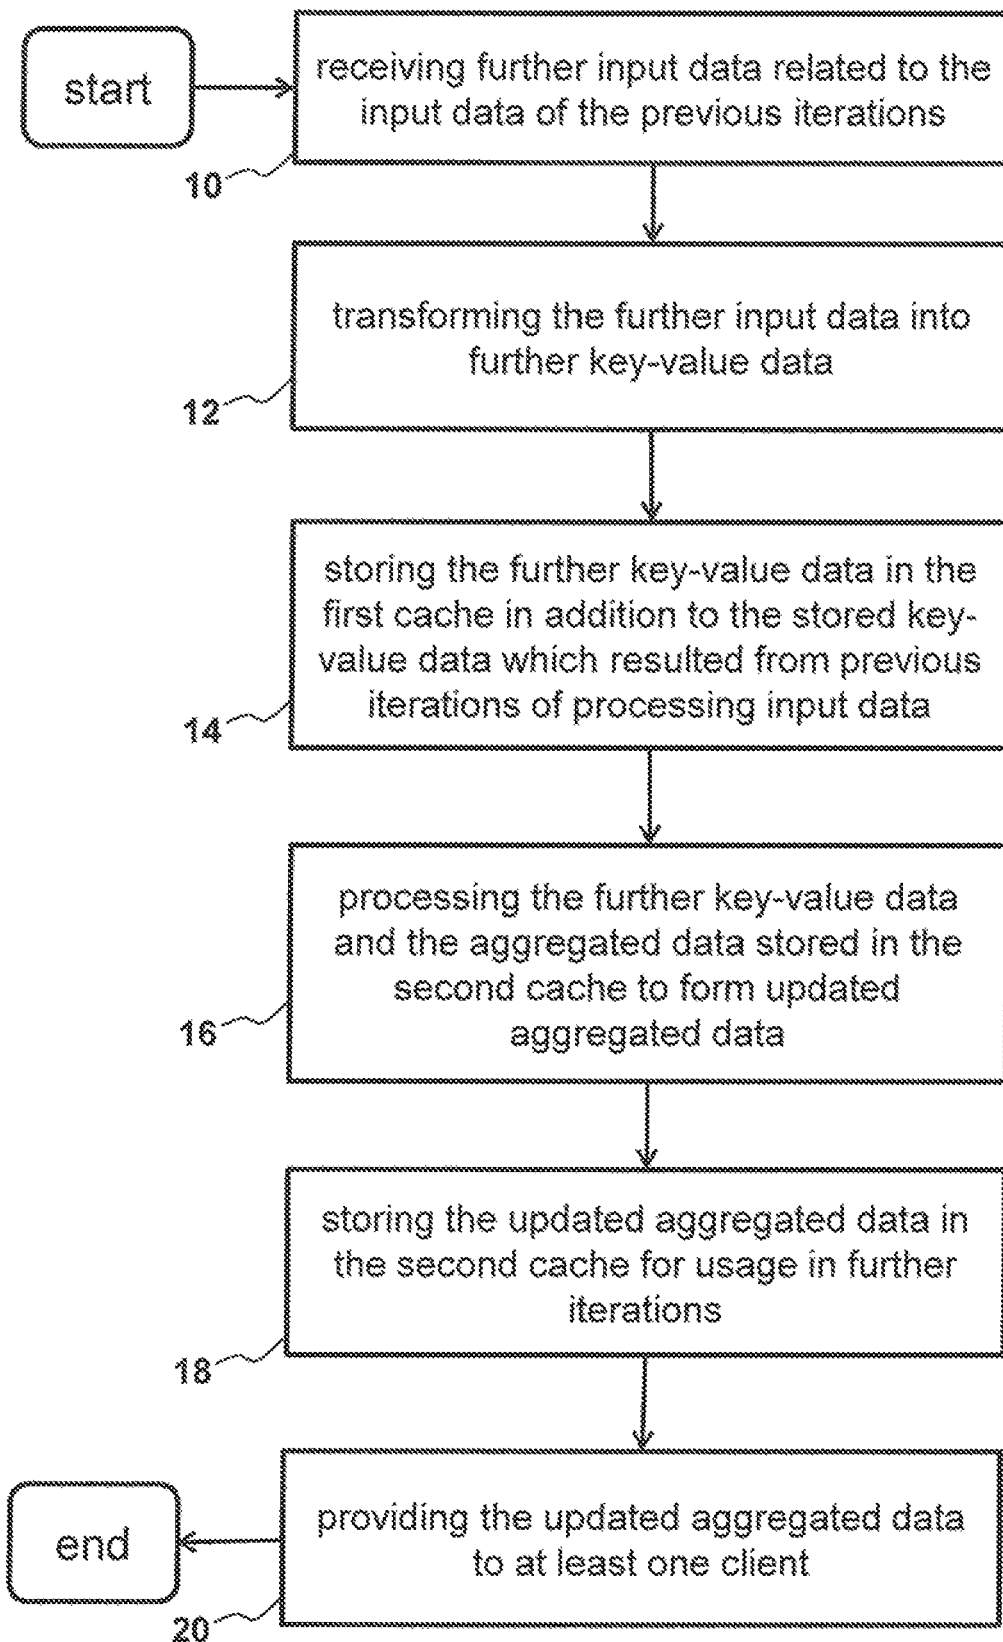 start
receiving further input data related to the
input data of the previous iterations
10
transforming the further input data into
further key-value data
12
storing the further key-value data in the
first cache in addition to the stored key-
value data which resulted from previous
iterations of processing input data
14
processing the further key-value data
and the aggregated data stored in the
second cache to form updated
aggregated data
16
storing the updated aggregated data in
the second cache for usage in further
iterations
18
providing the updated aggregated data
to at least one client
20
end